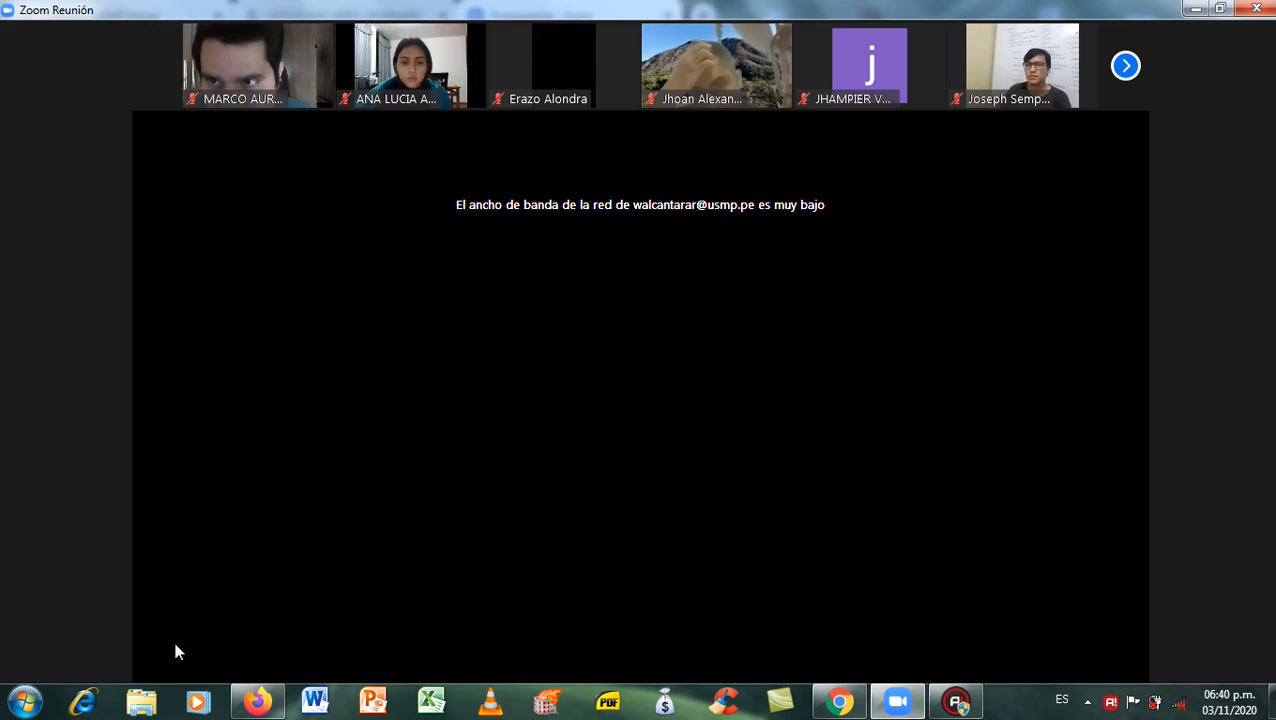 Zoom Reunión
MARCO AUR...
ANA LUCIA A...
Erazo Alondra
Jhoan Alexan...
j
JHAMPIER V...
Joseph Semp...
El ancho de banda de la red de walcantarar@usmp.pe es muy bajo
ES
06:40 p.m.
03/11/2020
PDF